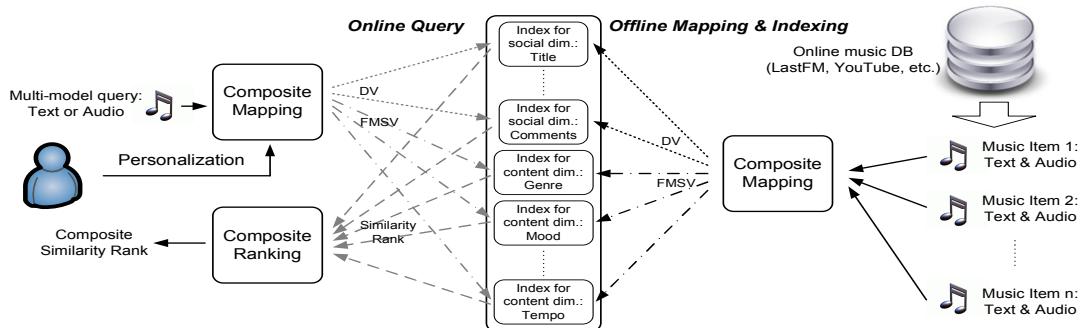 Online Query
Offline Mapping & Indexing
Multi-model query:
Text or Audio
Personalization
Composite
Mapping
Composite
Similarity Rank
Composite
Ranking
DV
FMSV
Similarity
Rank
Index for
social dim.:
Title
Index for
social dim.:
Comments
Index for
content dim.:
Genre
Index for
content dim.:
Mood
Index for
content dim.:
Tempo
DV
FMSV
Composite
Mapping
Online music DB
(LastFM, YouTube, etc.)
Music Item 1:
Text & Audio
Music Item 2:
Text & Audio
Music Item n:
Text & Audio